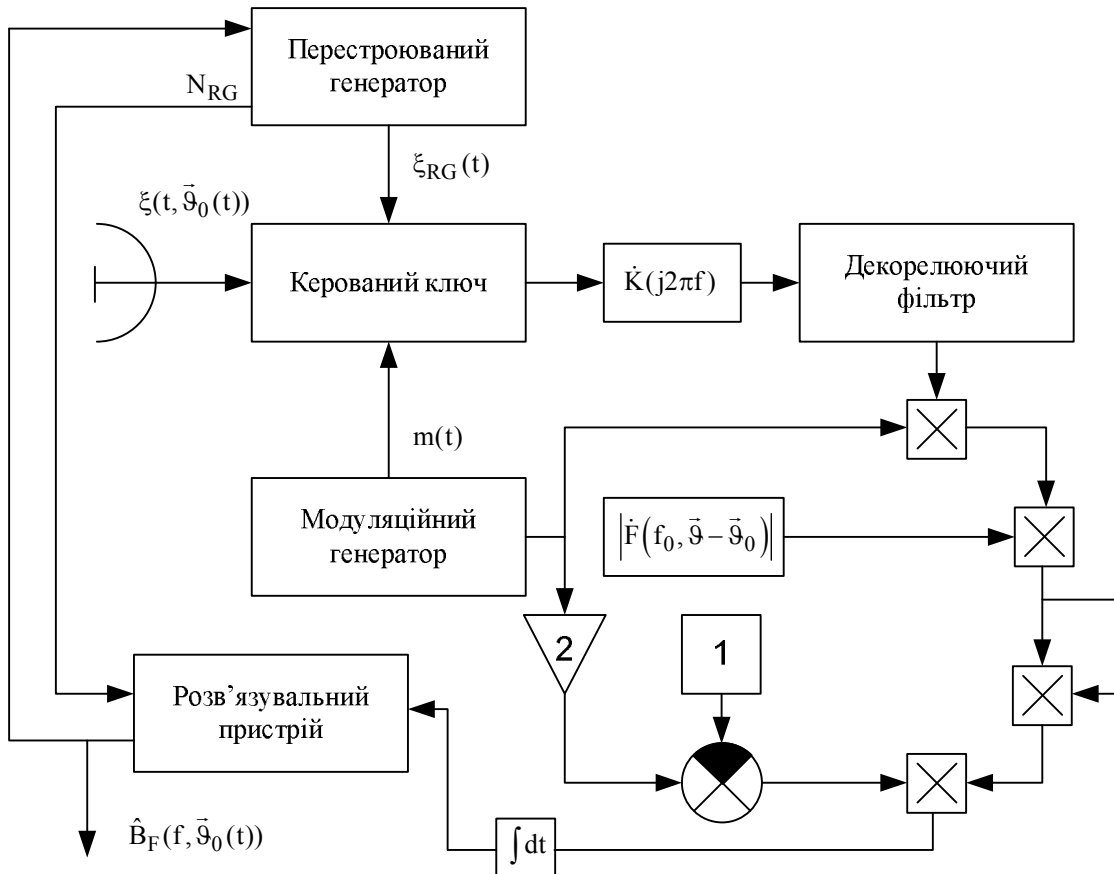 Перестроюваний
генератор
N_RG
ξ_RG(t)
ξ(t, ϑ⃗_0(t))
Керований ключ
K̇(j2πf)
Декорелюючий
фільтр
m(t)
Модуляційний
генератор
|Ḟ(f_0, ϑ⃗ − ϑ⃗_0)|
2
1
Розв’язувальний
пристрій
B̂_F(f, ϑ⃗_0(t))
∫dt